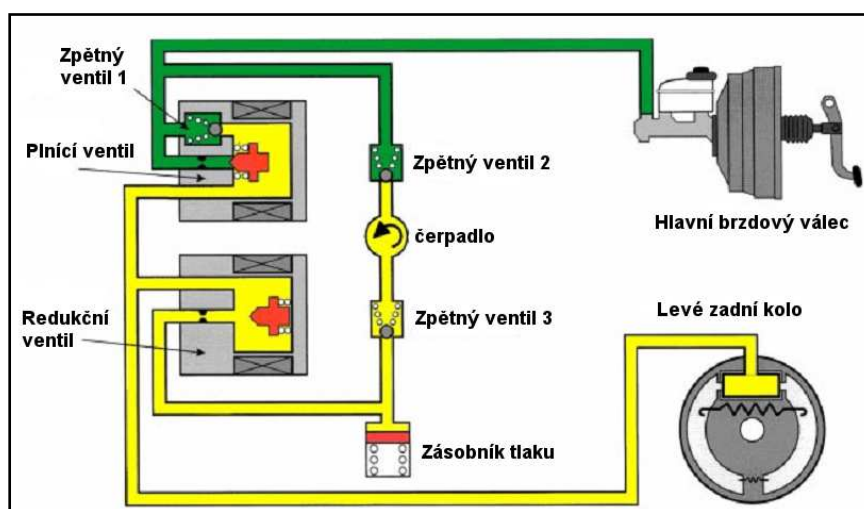 Zpětný
ventil 1
Plnící ventil
Zpětný ventil 2
Hlavní brzdový válec
čerpadlo
Redukční
ventil
Zpětný ventil 3
Levé zadní kolo
Zásobník tlaku